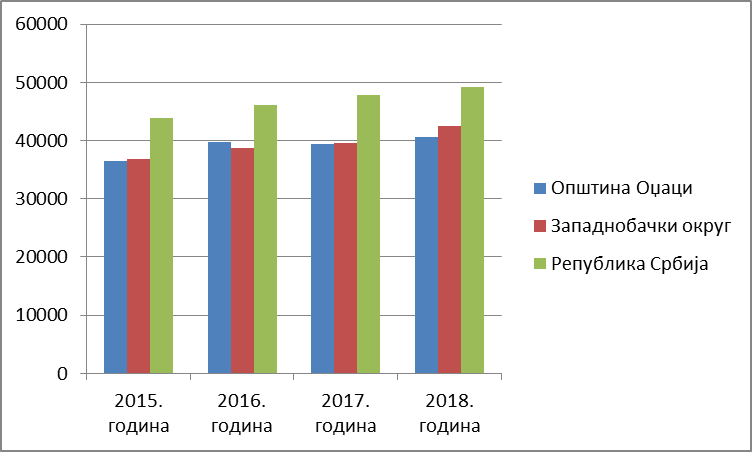 60000
50000
40000
30000
20000
10000
0
2015.
година
2016.
година
2017.
година
2018.
година
Општина Оџаци
Западнобачки округ
Република Србија